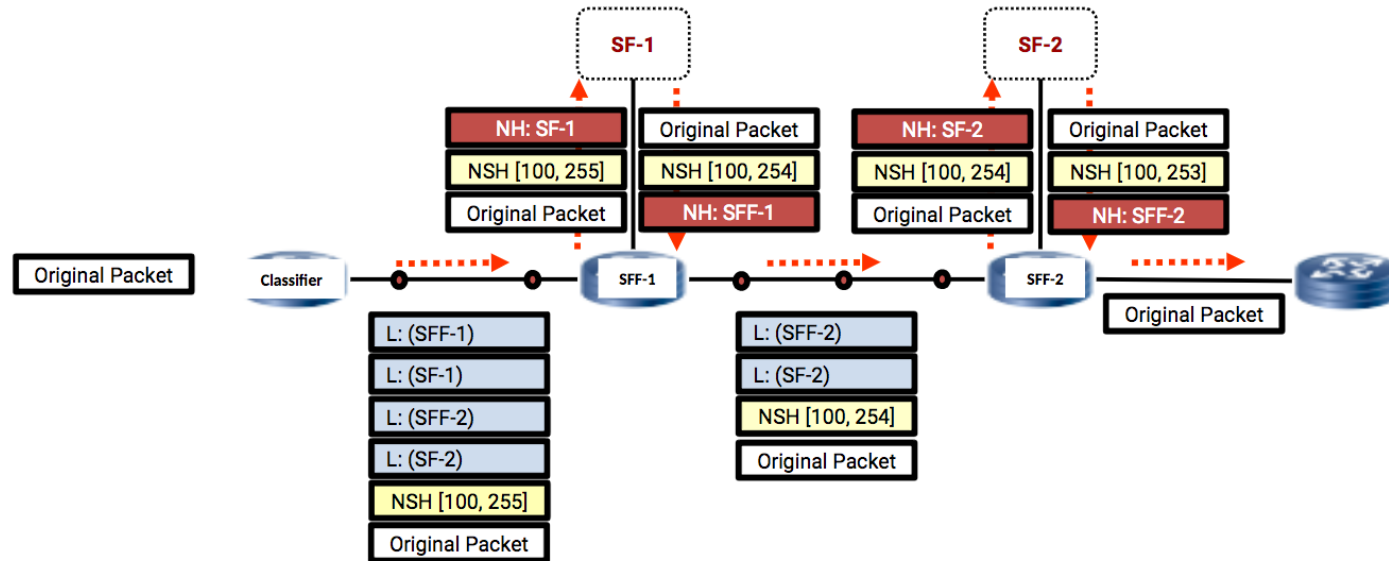 SF-1
SF-2
NH: SF-1
Original Packet
NH: SF-2
Original Packet
NSH [100, 255]
NSH [100, 254]
NSH [100, 254]
NSH [100, 253]
Original Packet
NH: SFF-1
Original Packet
NH: SFF-2
Original Packet
Classifier
SFF-1
SFF-2
Original Packet
L: (SFF-1)
L: (SF-1)
L: (SFF-2)
L: (SF-2)
NSH [100, 255]
Original Packet
L: (SFF-2)
L: (SF-2)
NSH [100, 254]
Original Packet